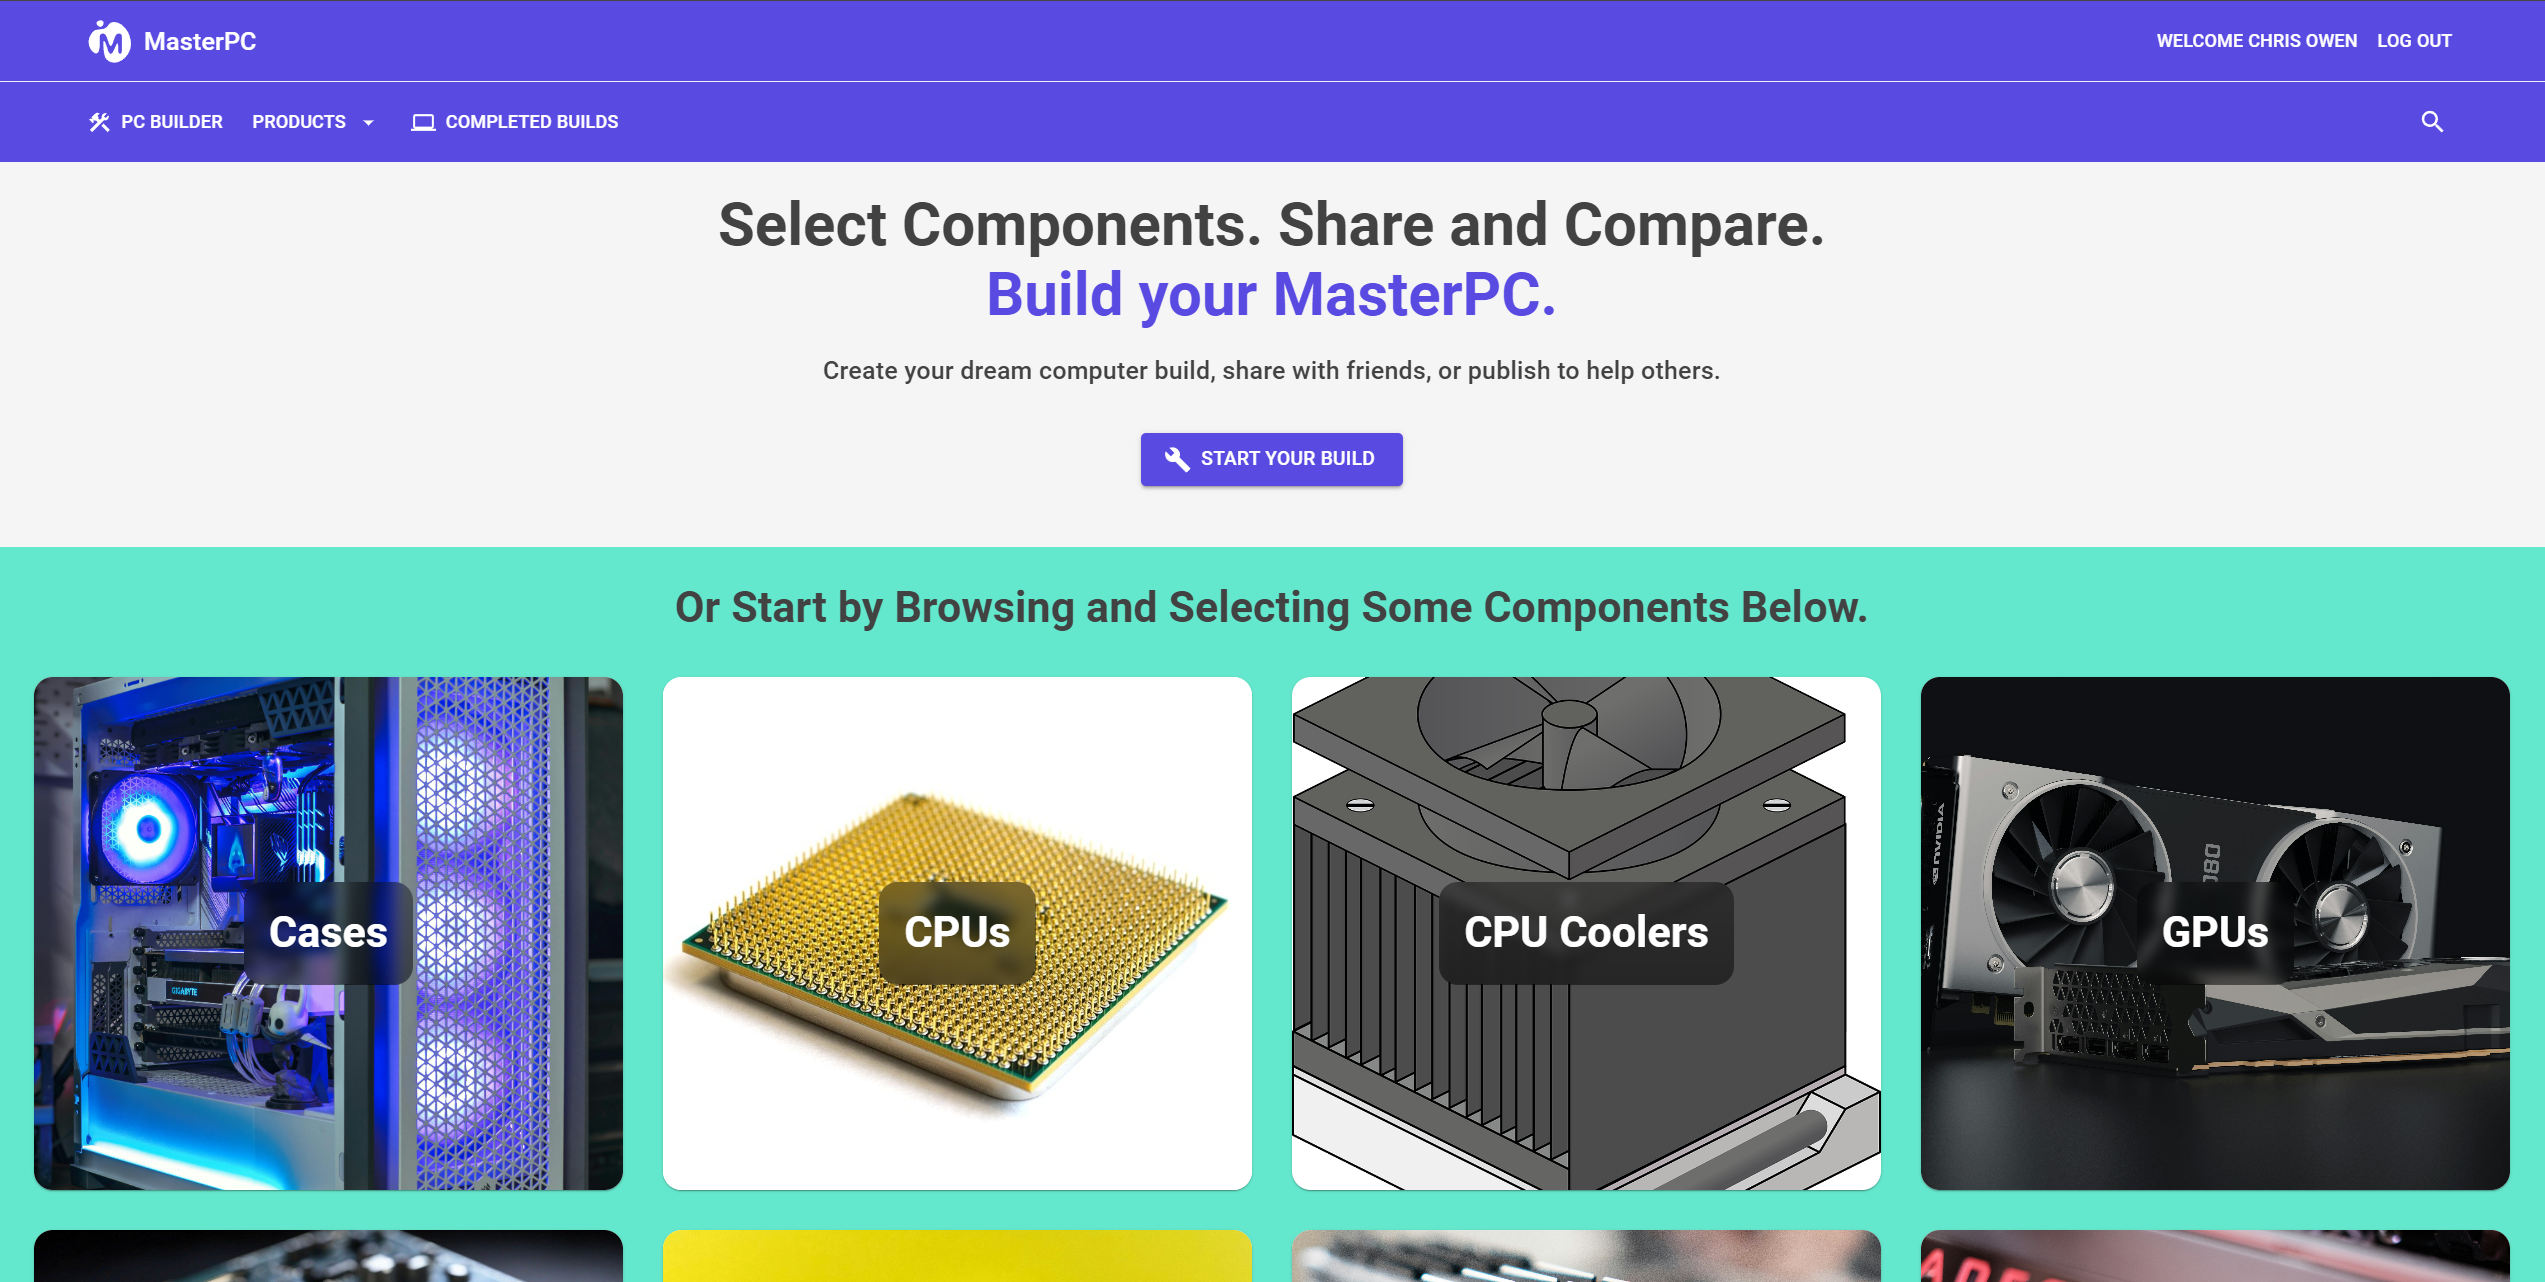 MasterPC
WELCOME CHRIS OWEN LOG OUT
PC BUILDER PRODUCTS COMPLETED BUILDS
Select Components. Share and Compare.
Build your MasterPC.
Create your dream computer build, share with friends, or publish to help others.
START YOUR BUILD
Or Start by Browsing and Selecting Some Components Below.
Cases
GIGABYTE
CPUs
CPU Coolers
NVIDIA
GPUs